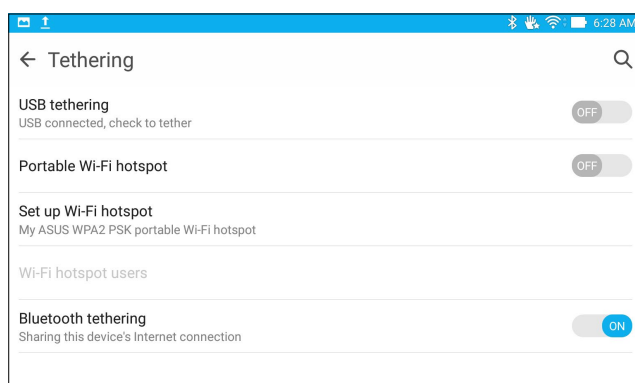 6:28 AM
Tethering
USB tethering
OFF
USB connected, check to tether
Portable Wi-Fi hotspot
OFF
Set up Wi-Fi hotspot
My ASUS WPA2 PSK portable Wi-Fi hotspot
Wi-Fi hotspot users
Bluetooth tethering
ON
Sharing this device's Internet connection